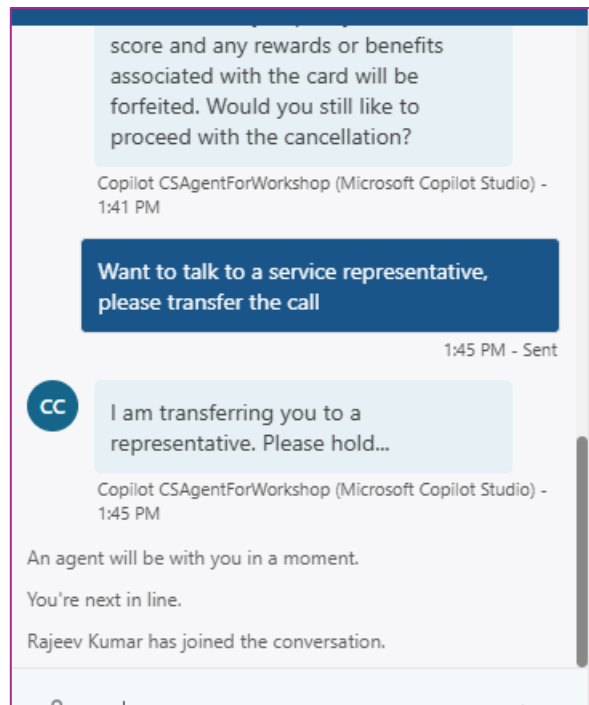 score and any rewards or benefits
associated with the card will be
forfeited. Would you still like to
proceed with the cancellation?
Copilot CSAgentForWorkshop (Microsoft Copilot Studio) -
1:41 PM
Want to talk to a service representative,
please transfer the call
1:45 PM - Sent
CC
I am transferring you to a
representative. Please hold...
Copilot CSAgentForWorkshop (Microsoft Copilot Studio) -
1:45 PM
An agent will be with you in a moment.
You're next in line.
Rajeev Kumar has joined the conversation.